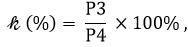 𝓀 (%) = P3/P4 × 100% ,